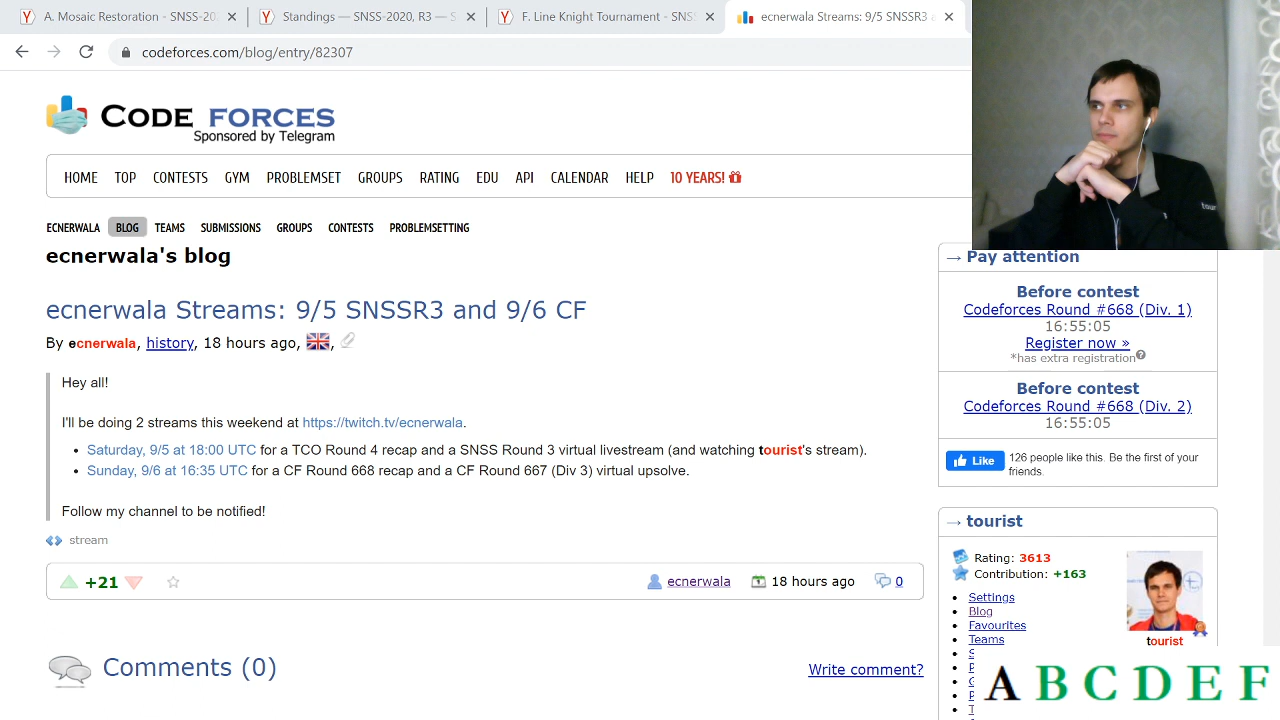 A. Mosaic Restoration - SNSS-20
Standings — SNSS-2020, R3 — S
F. Line Knight Tournament - SNS
ecnerwala Streams: 9/5 SNSSR3 a
codeforces.com/blog/entry/82307
CODE FORCES
Sponsored by Telegram
HOME TOP CONTESTS GYM PROBLEMSET GROUPS RATING EDU API CALENDAR HELP 10 YEARS!
ECNERWALA BLOG TEAMS SUBMISSIONS GROUPS CONTESTS PROBLEMSETTING
ecnerwala's blog
ecnerwala Streams: 9/5 SNSSR3 and 9/6 CF
By ecnerwala, history, 18 hours ago,
Hey all!
I'll be doing 2 streams this weekend at https://twitch.tv/ecnerwala.
• Saturday, 9/5 at 18:00 UTC for a TCO Round 4 recap and a SNSS Round 3 virtual livestream (and watching tourist's stream).
• Sunday, 9/6 at 16:35 UTC for a CF Round 668 recap and a CF Round 667 (Div 3) virtual upsolve.
Follow my channel to be notified!
stream
+21
ecnerwala 18 hours ago 0
Comments (0)
Write comment?
tour
→ Pay attention
Before contest
Codeforces Round #668 (Div. 1)
16:55:05
Register now »
*has extra registration
Before contest
Codeforces Round #668 (Div. 2)
16:55:05
Like 126 people like this. Be the first of your
friends.
→ tourist
Rating: 3613
Contribution: +163
• Settings
• Blog
• Favourites
• Teams
tourist
A B C D E F